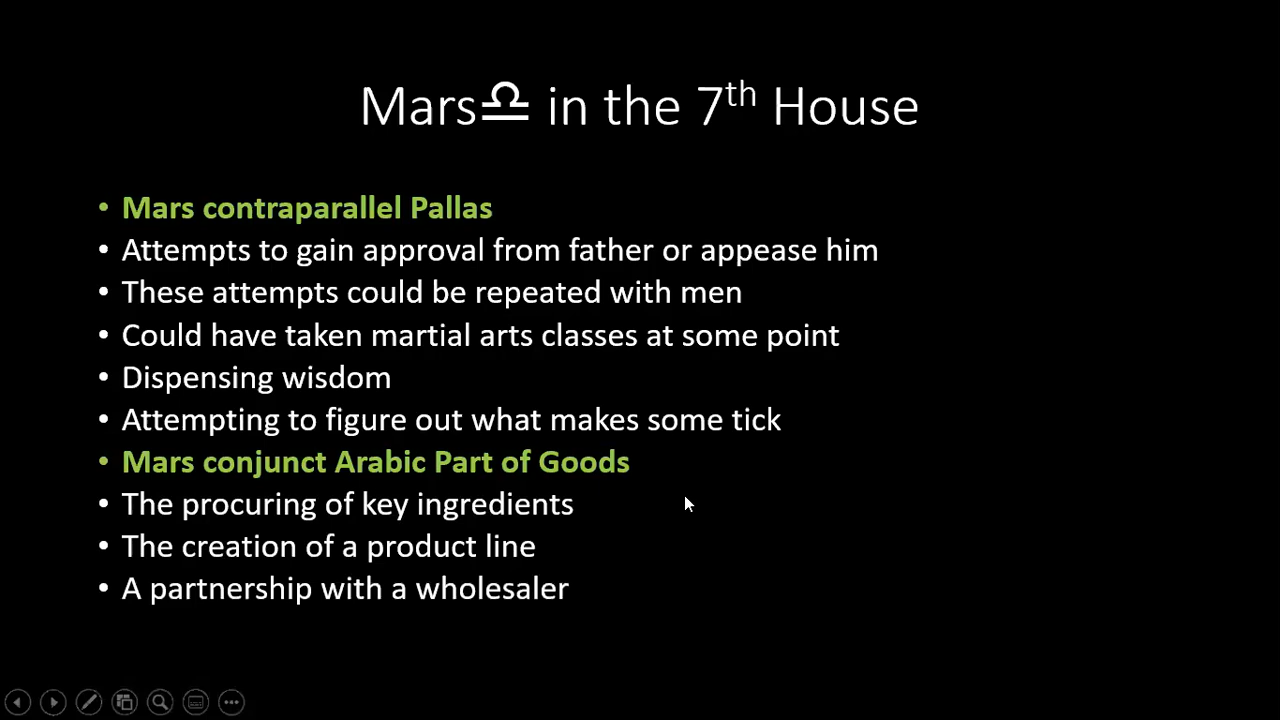 Mars♎ in the 7th House
• Mars contraparallel Pallas
• Attempts to gain approval from father or appease him
• These attempts could be repeated with men
• Could have taken martial arts classes at some point
• Dispensing wisdom
• Attempting to figure out what makes some tick
• Mars conjunct Arabic Part of Goods
• The procuring of key ingredients
• The creation of a product line
• A partnership with a wholesaler